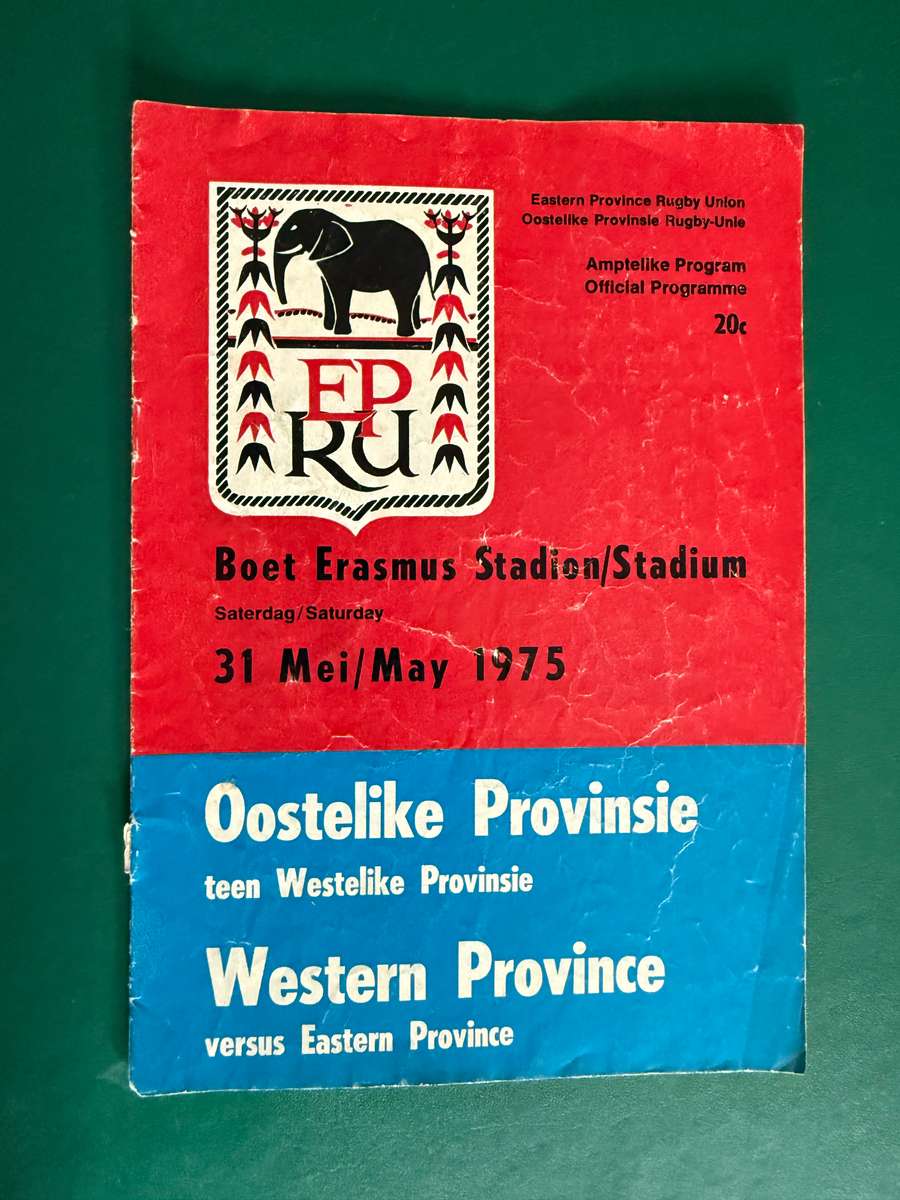 Eastern Province Rugby Union
Oostelike Provinsie Rugby-Unie
Amptelike Program
Official Programme
20c
EP
RU
Boet Erasmus Stadion/Stadium
Saterdag/Saturday
31 Mei/May 1975
Oostelike Provinsie
teen Westelike Provinsie
Western Province
versus Eastern Province